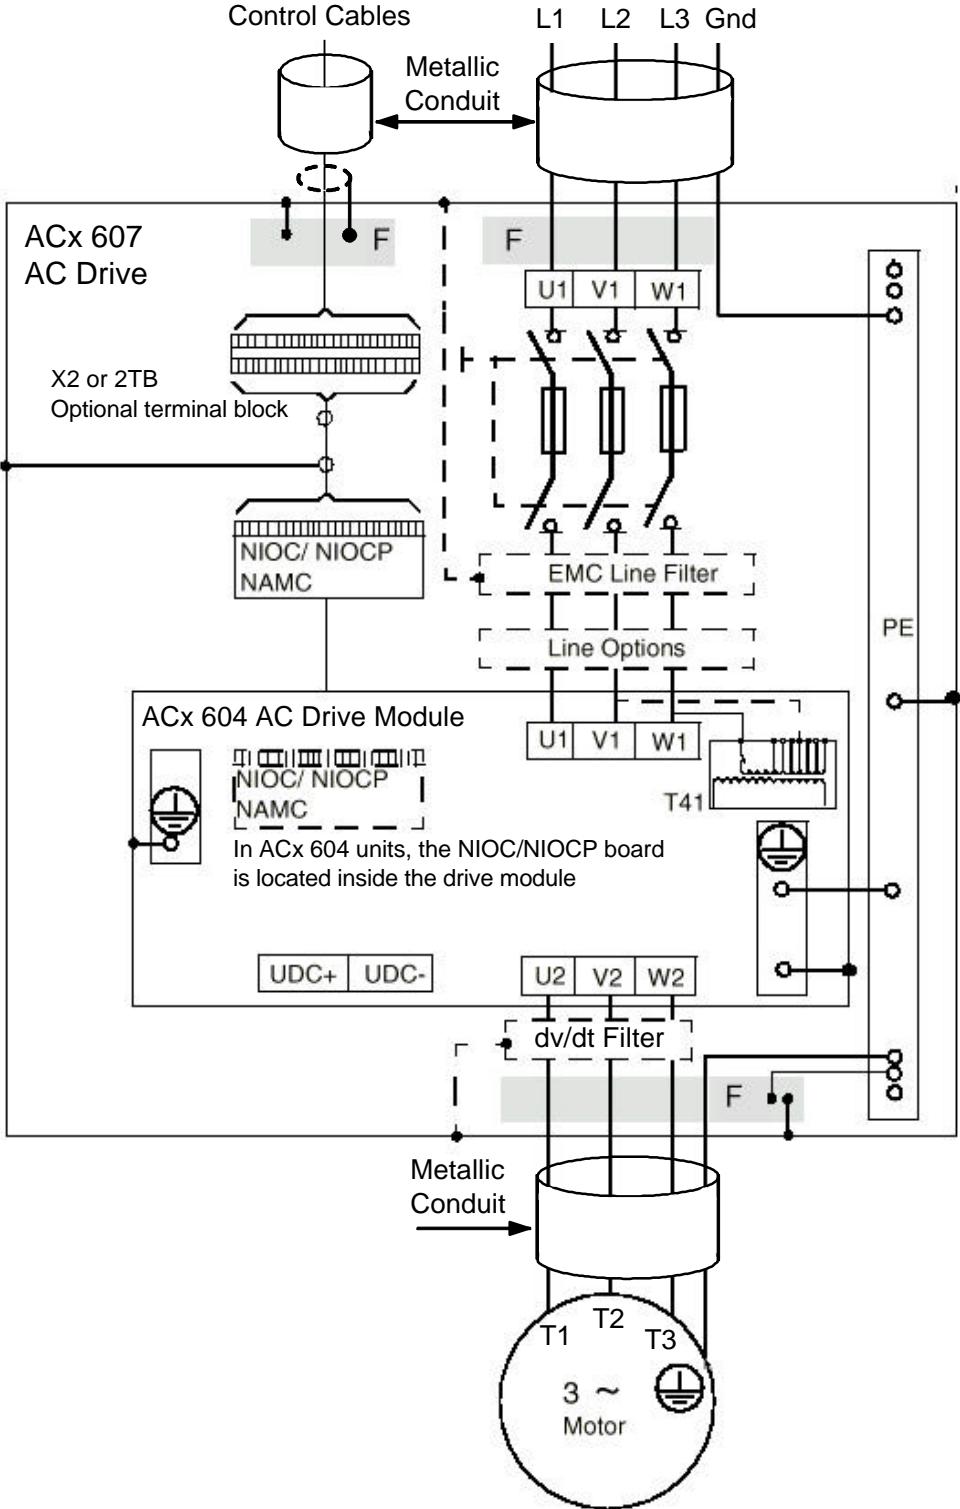 Control Cables
L1 L2 L3 Gnd
Metallic
Conduit
ACx 607
AC Drive
F
F
U1 V1 W1
X2 or 2TB
Optional terminal block
NIOC/ NIOCP
NAMC
EMC Line Filter
Line Options
PE
ACx 604 AC Drive Module
U1 V1 W1
NIOC/ NIOCP
NAMC
T41
In ACx 604 units, the NIOC/NIOCP board
is located inside the drive module
UDC+ UDC-
U2 V2 W2
dv/dt Filter
F
Metallic
Conduit
T1 T2 T3
3 ~
Motor